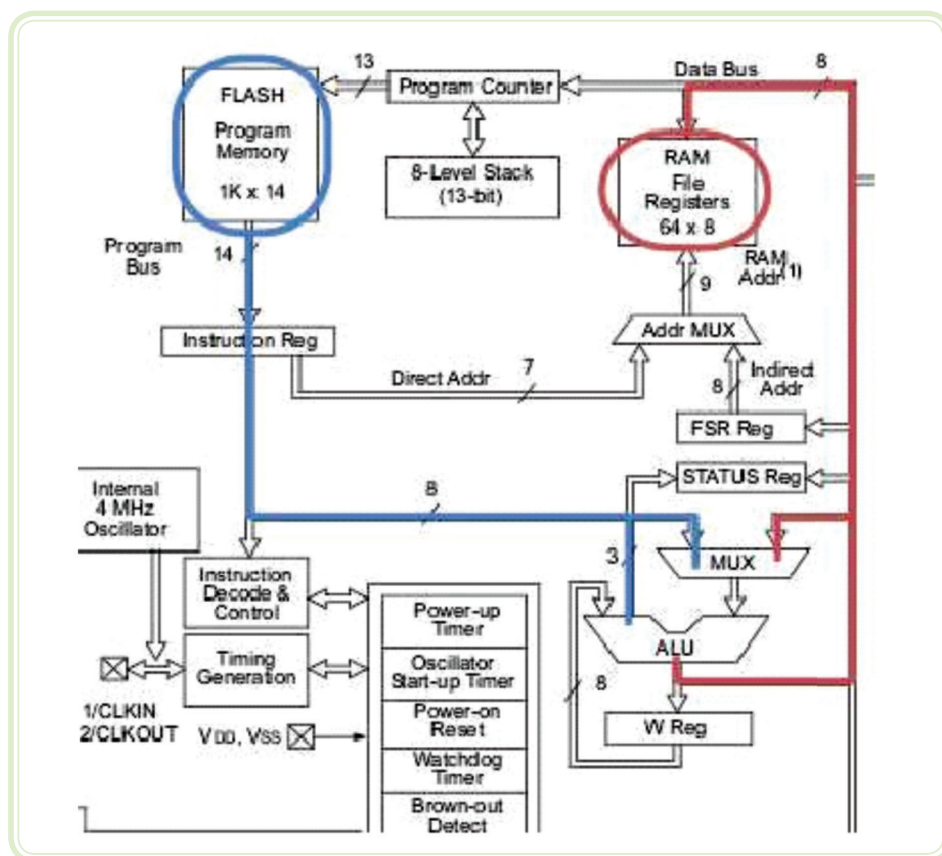 13
Program Counter
Data Bus
8
FLASH
Program
Memory
1K x 14
8-Level Stack
(13-bit)
RAM
File
Registers
64 x 8
Program
Bus
14
RAM
Addr(1)
9
Instruction Reg
Addr MUX
Direct Addr
7
8
Indirect
Addr
FSR Reg
STATUS Reg
Internal
4 MHz
Oscillator
8
3
MUX
Instruction
Decode &
Control
Power-up
Timer
ALU
Timing
Generation
Oscillator
Start-up Timer
8
1/CLKIN
2/CLKOUT
VDD, VSS
Power-on
Reset
W Reg
Watchdog
Timer
Brown-out
Detect